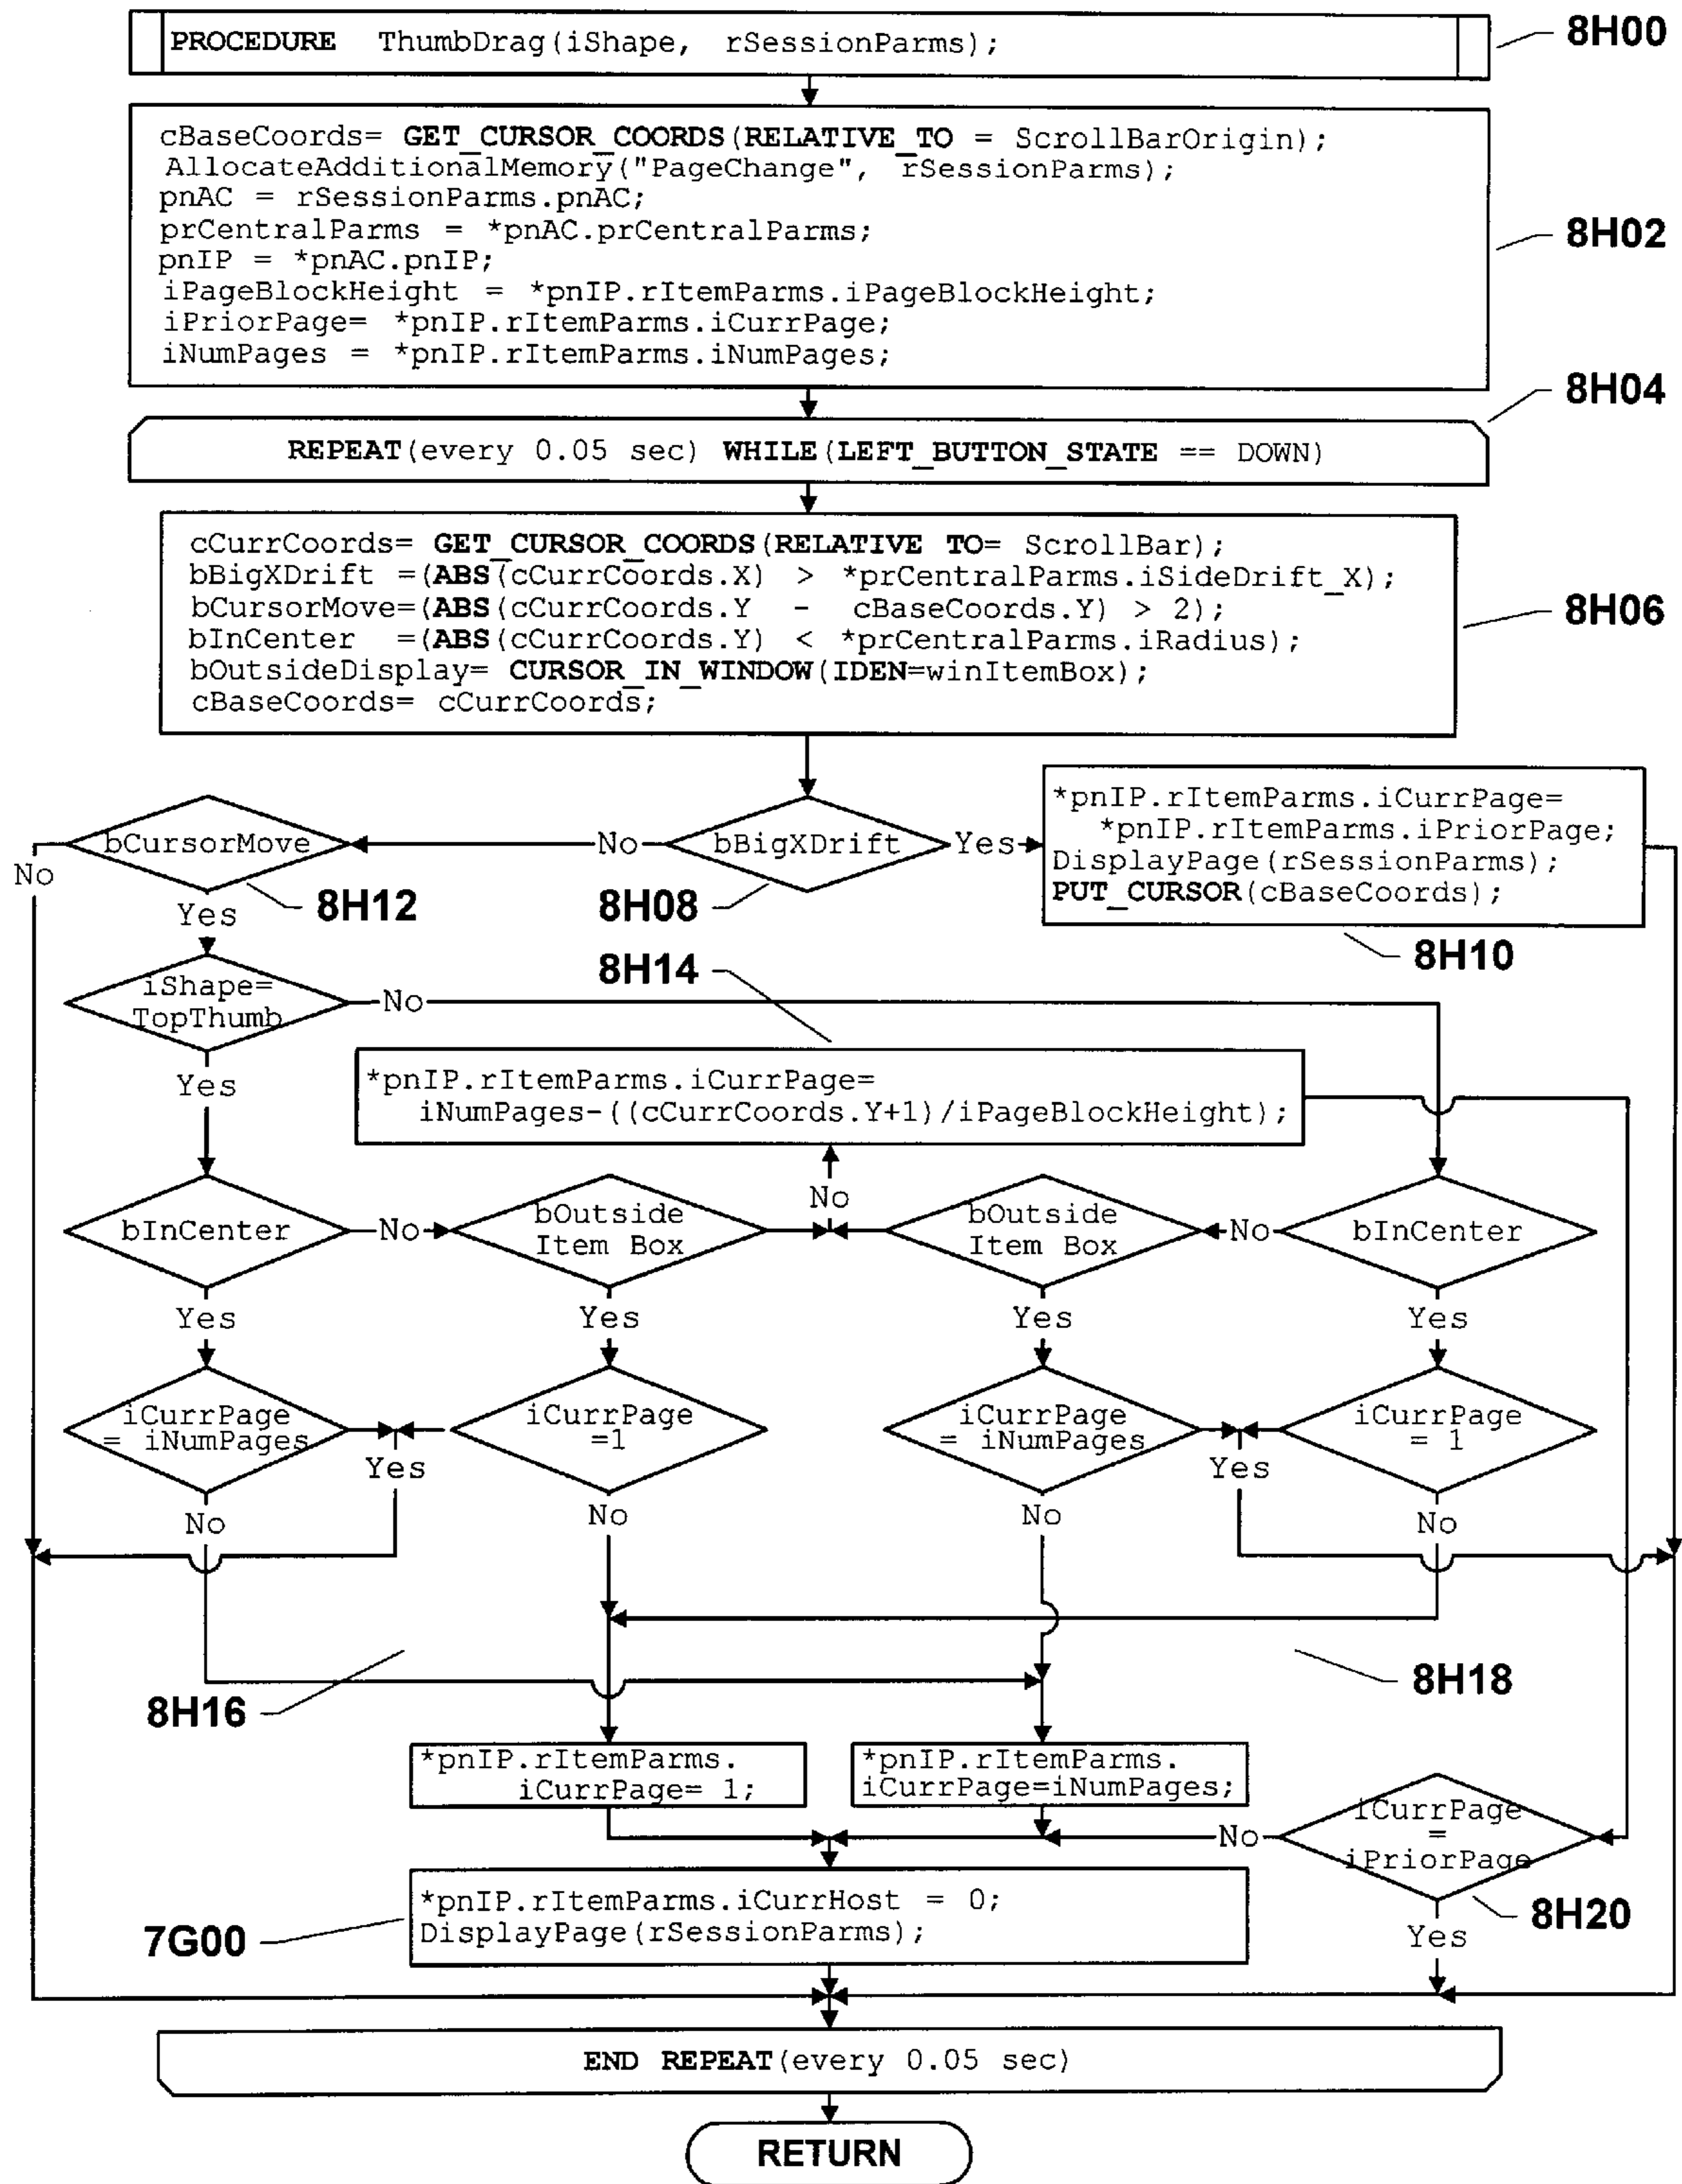 PROCEDURE ThumbDrag(iShape, rSessionParms);
8H00
cBaseCoords= GET_CURSOR_COORDS(RELATIVE_TO = ScrollBarOrigin);
AllocateAdditionalMemory("PageChange", rSessionParms);
pnAC = rSessionParms.pnAC;
prCentralParms = *pnAC.prCentralParms;
pnIP = *pnAC.pnIP;
iPageBlockHeight = *pnIP.rItemParms.iPageBlockHeight;
iPriorPage= *pnIP.rItemParms.iCurrPage;
iNumPages = *pnIP.rItemParms.iNumPages;
8H02
8H04
REPEAT(every 0.05 sec) WHILE(LEFT_BUTTON_STATE == DOWN)
cCurrCoords= GET_CURSOR_COORDS(RELATIVE TO= ScrollBar);
bBigXDrift =(ABS(cCurrCoords.X) > *prCentralParms.iSideDrift_X);
bCursorMove=(ABS(cCurrCoords.Y - cBaseCoords.Y) > 2);
bInCenter =(ABS(cCurrCoords.Y) < *prCentralParms.iRadius);
bOutsideDisplay= CURSOR_IN_WINDOW(IDEN=winItemBox);
cBaseCoords= cCurrCoords;
8H06
bCursorMove
No
bBigXDrift
Yes
*pnIP.rItemParms.iCurrPage=
*pnIP.rItemParms.iPriorPage;
DisplayPage(rSessionParms);
PUT_CURSOR(cBaseCoords);
No
Yes
8H12
8H08
8H10
8H14
iShape=
TopThumb
No
Yes
*pnIP.rItemParms.iCurrPage=
iNumPages-((cCurrCoords.Y+1)/iPageBlockHeight);
No
bInCenter
No
bOutside
Item Box
bOutside
Item Box
No
bInCenter
Yes
Yes
Yes
Yes
iCurrPage
= iNumPages
Yes
iCurrPage
=1
iCurrPage
= iNumPages
Yes
iCurrPage
= 1
No
No
No
No
8H16
8H18
*pnIP.rItemParms.
iCurrPage= 1;
*pnIP.rItemParms.
iCurrPage=iNumPages;
No
iCurrPage
=
iPriorPage
8H20
Yes
*pnIP.rItemParms.iCurrHost = 0;
DisplayPage(rSessionParms);
7G00
END REPEAT(every 0.05 sec)
RETURN